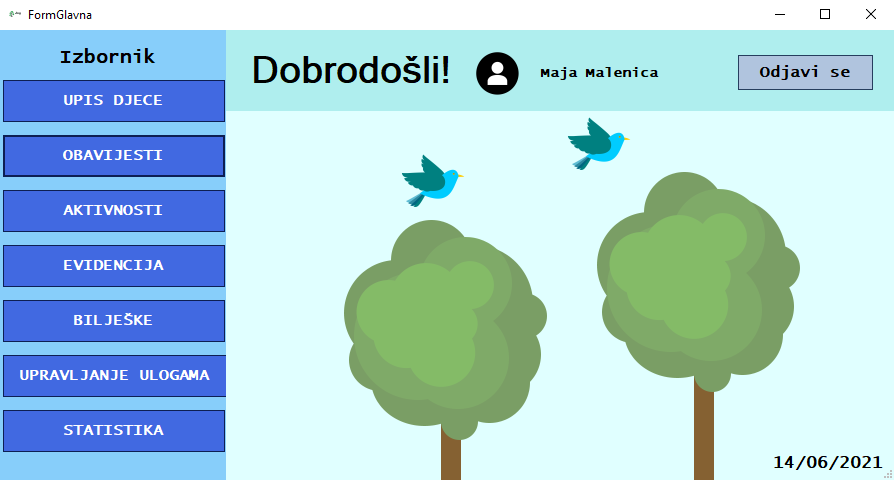 FormGlavna
Izbornik
UPIS DJECE
OBAVIJESTI
AKTIVNOSTI
EVIDENCIJA
BILJEŠKE
UPRAVLJANJE ULOGAMA
STATISTIKA
Dobrodošli!
Maja Malenica
Odjavi se
14/06/2021